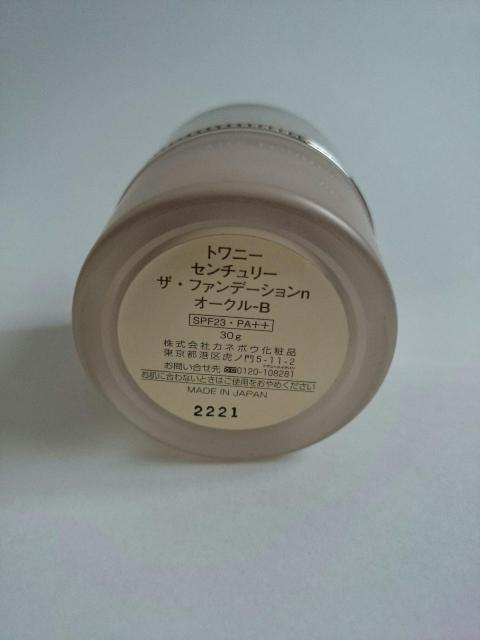 トワニー
センチュリー
ザ・ファンデーションn
オークル-B
SPF23・PA++
30g
株式会社カネボウ化粧品
東京都港区虎ノ門5-11-2
お問い合せ先 0120-108281
お肌に合わないときはご使用をおやめください
MADE IN JAPAN
2221